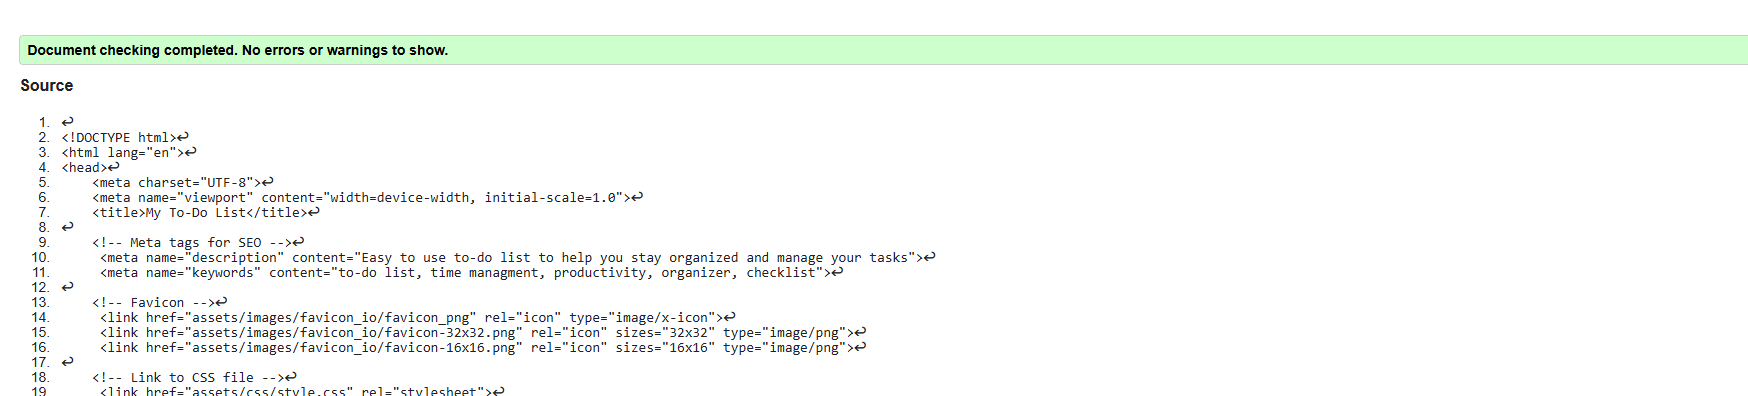 Document checking completed. No errors or warnings to show.
Source
1. ↩
2. <!DOCTYPE html>↩
3. <html lang="en">↩
4. <head>↩
5.     <meta charset="UTF-8">↩
6.     <meta name="viewport" content="width=device-width, initial-scale=1.0">↩
7.     <title>My To-Do List</title>↩
8. ↩
9.     <!-- Meta tags for SEO -->↩
10.      <meta name="description" content="Easy to use to-do list to help you stay organized and manage your tasks">↩
11.      <meta name="keywords" content="to-do list, time managment, productivity, organizer, checklist">↩
12. ↩
13.     <!-- Favicon -->↩
14.      <link href="assets/images/favicon_io/favicon_png" rel="icon" type="image/x-icon">↩
15.      <link href="assets/images/favicon_io/favicon-32x32.png" rel="icon" sizes="32x32" type="image/png">↩
16.      <link href="assets/images/favicon_io/favicon-16x16.png" rel="icon" sizes="16x16" type="image/png">↩
17. ↩
18.     <!-- Link to CSS file -->↩
19      <link href="assets/css/style.css" rel="stylesheet">↩